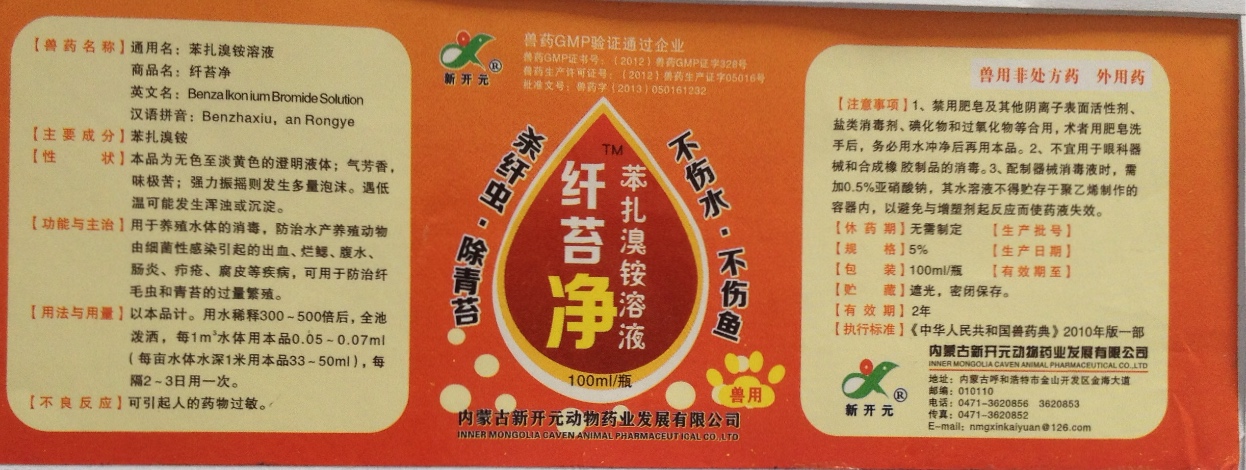 【兽药名称】通用名：苯扎溴铵溶液
商品名：纤苔净
英文名：Benzalkonium Bromide Solution
汉语拼音：Benzhaxiu，an Rongye
【主要成分】苯扎溴铵
【性 状】本品为无色至淡黄色的澄明液体；气芳香，
味极苦；强力振摇则发生多量泡沫。遇低
温可能发生浑浊或沉淀。
【功能与主治】用于养殖水体的消毒，防治水产养殖动物
由细菌性感染引起的出血、烂鳃、腹水、
肠炎、疖疮、腐皮等疾病，可用于防治纤
毛虫和青苔的过量繁殖。
【用法与用量】以本品计。用水稀释300～500倍后，全池
泼洒，每1m³水体用本品0.05～0.07ml
（每亩水体水深1米用本品33～50ml），每
隔2～3日用一次。
【不良反应】可引起人的药物过敏。
新开元®
兽药GMP验证通过企业
兽药GMP证书号：（2012）兽药GMP证字328号
兽药生产许可证号：（2012）兽药生产证字05016号
批准文号：兽药字（2013）050161232
杀纤虫·除青苔
TM
纤苔净
苯扎溴铵溶液
不伤水·不伤鱼
100ml/瓶
兽用
内蒙古新开元动物药业发展有限公司
INNER MONGOLIA CAVEN ANIMAL PHARMACEUTICAL CO.,LTD
兽用非处方药 外用药
【注意事项】1、禁用肥皂及其他阴离子表面活性剂、
盐类消毒剂、碘化物和过氧化物等合用，术者用肥皂洗
手后，务必用水冲净后再用本品。2、不宜用于眼科器
械和合成橡胶制品的消毒。3、配制器械消毒液时，需
加0.5%亚硝酸钠，其水溶液不得贮存于聚乙烯制作的
容器内，以避免与增塑剂起反应而使药液失效。
【休药期】无需制定 【生产批号】
【规 格】5% 【生产日期】
【包 装】100ml/瓶 【有效期至】
【贮 藏】遮光，密闭保存。
【有效期】2年
【执行标准】《中华人民共和国兽药典》2010年版一部
新开元®
内蒙古新开元动物药业发展有限公司
INNER MONGOLIA CAVEN ANIMAL PHARMACEUTICAL CO.,LTD
地址：内蒙古呼和浩特市金山开发区金海大道
邮编：010110
电话：0471-3620856 3620853
传真：0471-3620852
E-mail：nmgxinkaiyuan@126.com